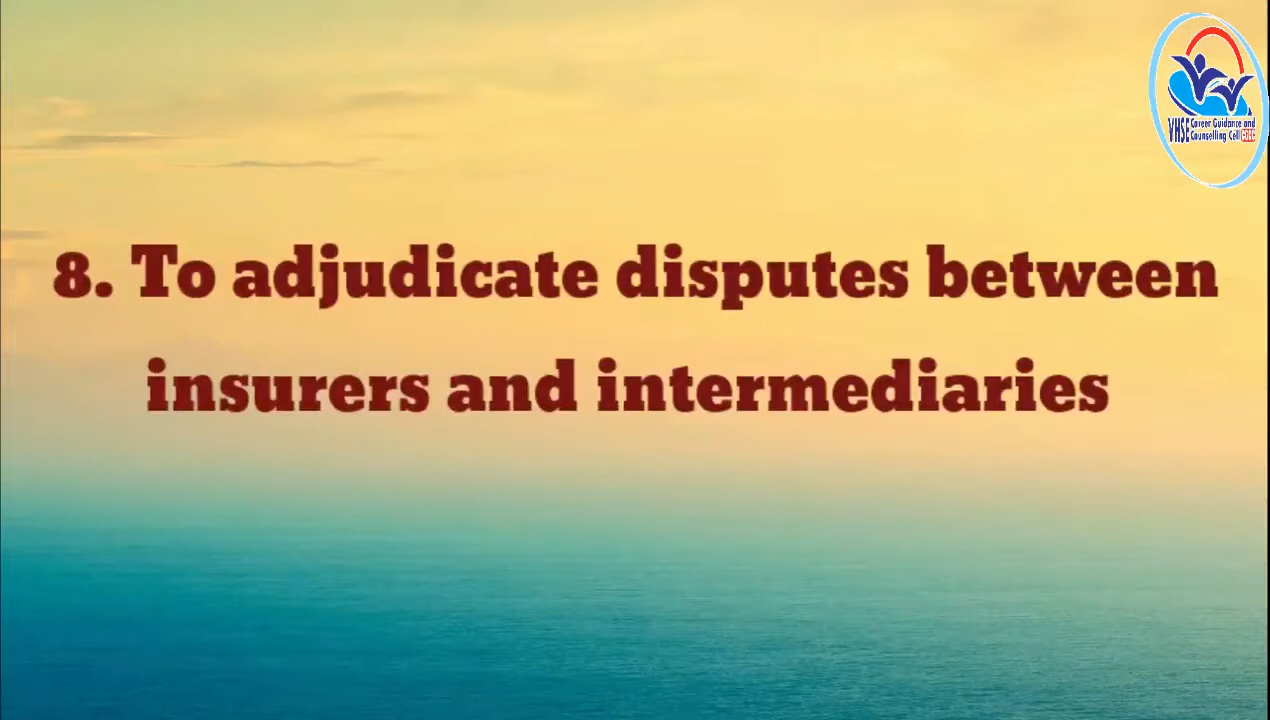 VHSE Career Guidance and
Counselling Cell
8. To adjudicate disputes between
insurers and intermediaries